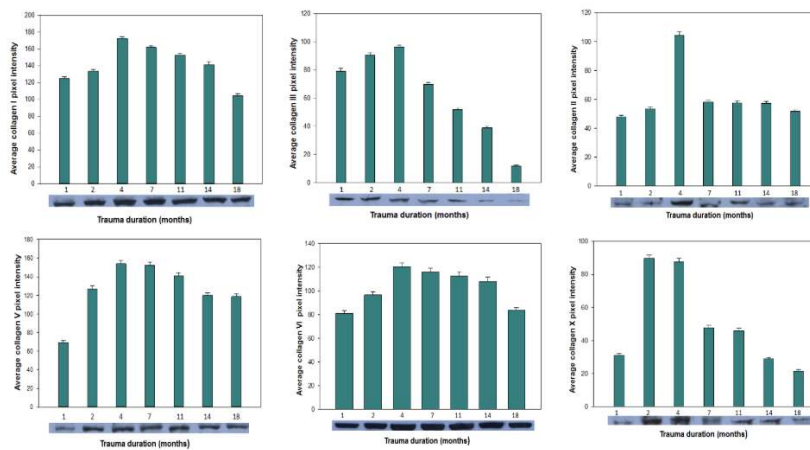 Average collagen I pixel intensity
200
180
160
140
120
100
80
60
40
20
0
1 2 4 7 11 14 18
Trauma duration (months)
Average collagen III pixel intensity
120
100
80
60
40
20
0
1 2 4 7 11 14 18
Trauma duration (months)
Average collagen II pixel intensity
120
100
80
60
40
20
0
1 2 4 7 11 14 18
Trauma duration (months)
Average collagen V pixel intensity
180
160
140
120
100
80
60
40
20
0
1 2 4 7 11 14 18
Trauma duration (months)
Average collagen VI pixel intensity
140
120
100
80
60
40
20
0
1 2 4 7 11 14 18
Trauma duration (months)
Average collagen X pixel intensity
100
80
60
40
20
0
1 2 4 7 11 14 18
Trauma duration (months)